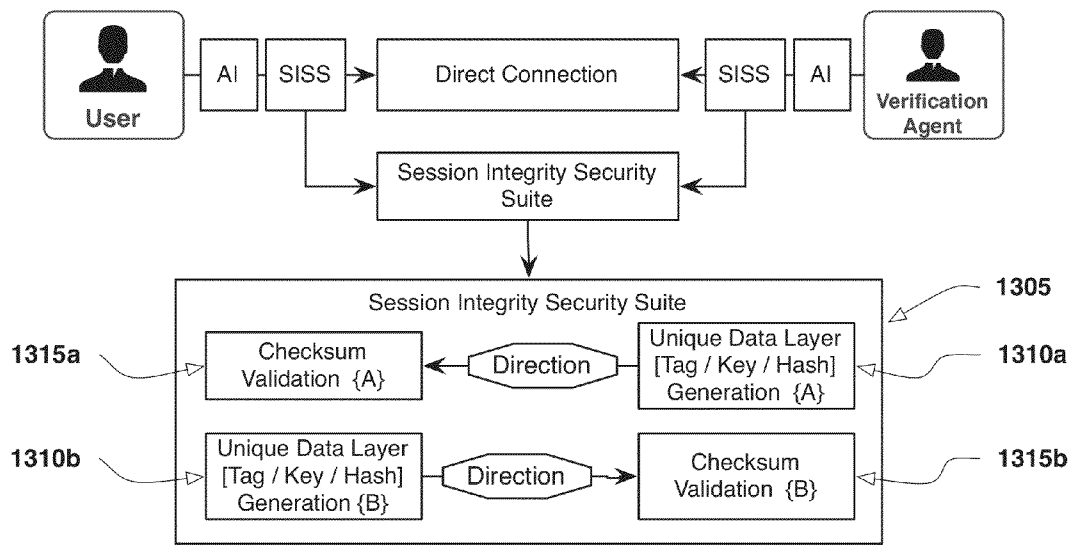 User
AI
SISS
Direct Connection
SISS
AI
Verification
Agent
Session Integrity Security
Suite
Session Integrity Security Suite
1305
1315a
Checksum
Validation {A}
Direction
Unique Data Layer
[Tag / Key / Hash]
Generation {A}
1310a
1310b
Unique Data Layer
[Tag / Key / Hash]
Generation {B}
Direction
Checksum
Validation {B}
1315b